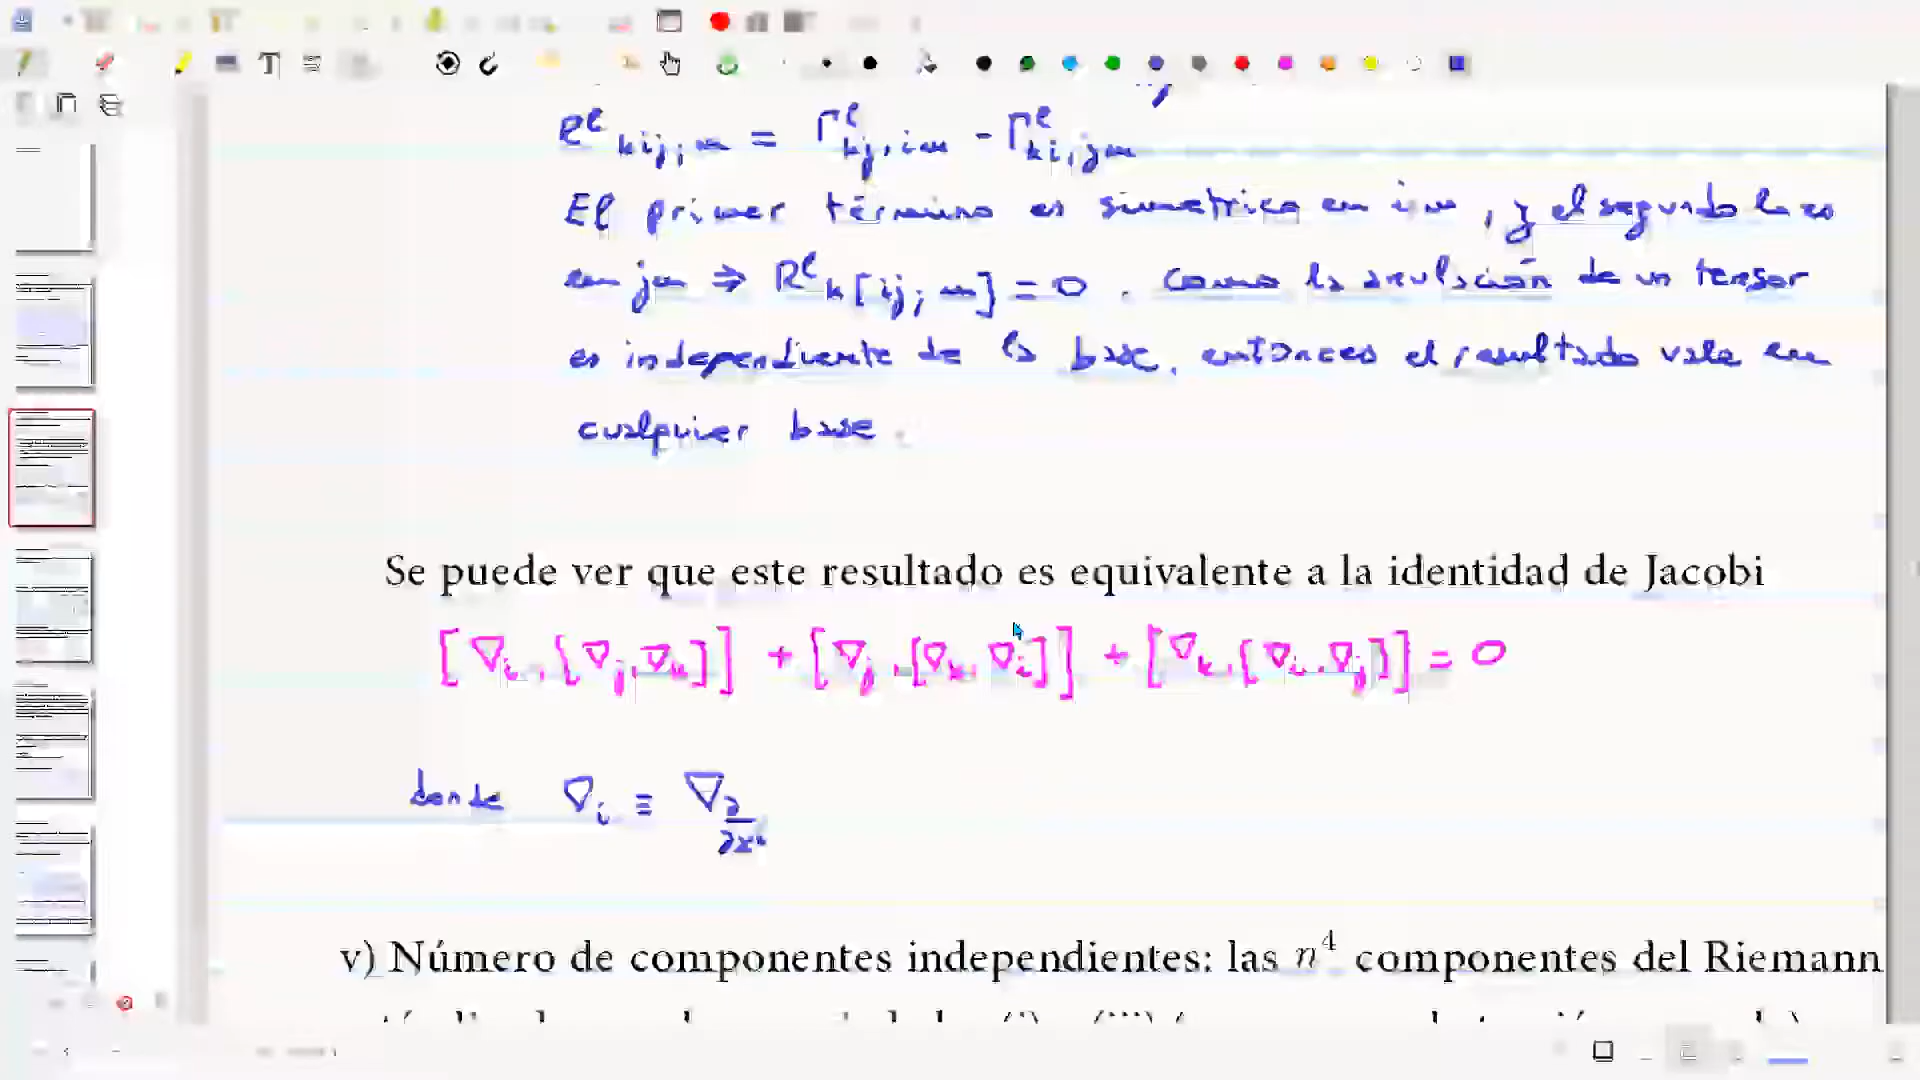 R^l_{kij;m} = Γ^l_{kj,im} - Γ^l_{ki,jm}
El primer término es simétrico en im, y el segundo lo es
en jm ⇒ R^l_{k[ij;m]} = 0. Como la anulación de un tensor
es independiente de la base, entonces el resultado vale en
cualquier base.
Se puede ver que este resultado es equivalente a la identidad de Jacobi
[∇_i,[∇_j,∇_k]] + [∇_j,[∇_k,∇_i]] + [∇_k,[∇_i,∇_j]] = 0
donde ∇_i ≡ ∇_{∂/∂x^i}
v) Número de componentes independientes: las n^4 componentes del Riemann